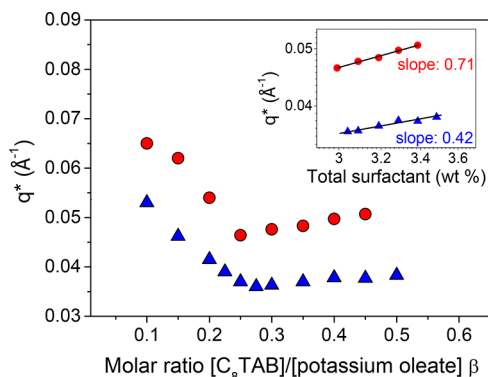 0.09
0.08
0.07
0.06
0.05
0.04
0.03
q* (Å⁻¹)
0.1 0.2 0.3 0.4 0.5 0.6
Molar ratio [C₈TAB]/[potassium oleate] β
0.05
0.04
q* (Å⁻¹)
slope: 0.71
slope: 0.42
3 3.2 3.4 3.6
Total surfactant (wt %)